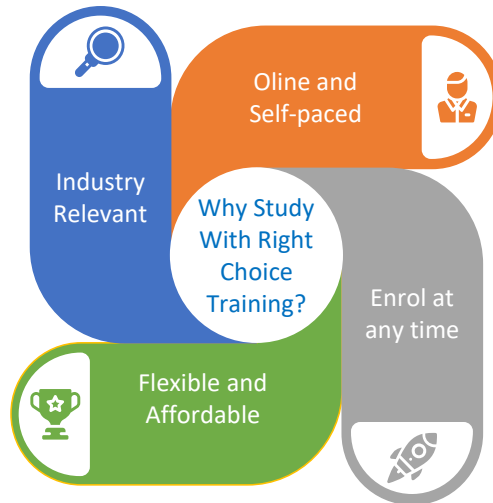 Oline and
Self-paced
Industry
Relevant
Why Study
With Right
Choice
Training?
Enrol at
any time
Flexible and
Affordable